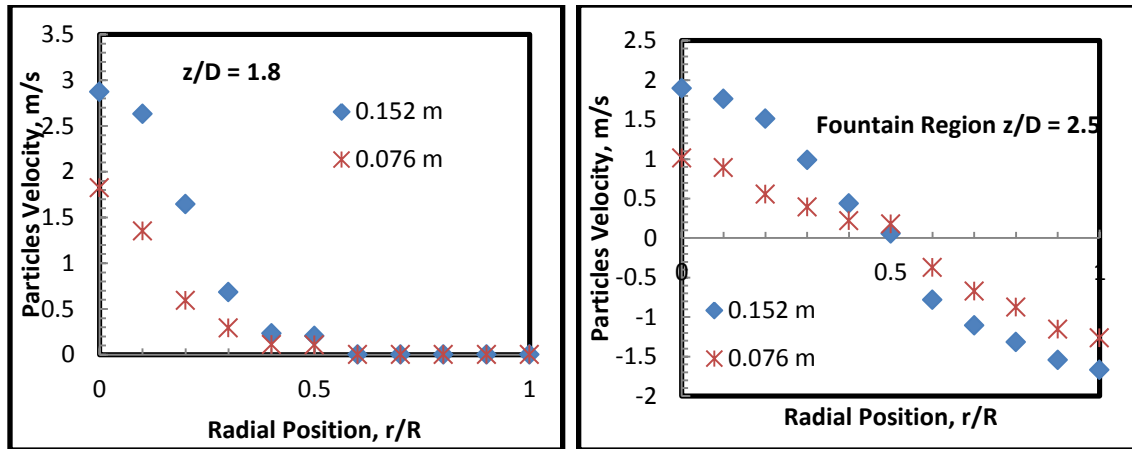 3.5
3
2.5
2
1.5
1
0.5
0
0
0.5
1
Particles Velocity, m/s
Radial Position, r/R
z/D = 1.8
0.152 m
0.076 m
2.5
2
1.5
1
0.5
0
-0.5
-1
-1.5
-2
0
0.5
1
Particles Velocity, m/s
Radial Position, r/R
Fountain Region z/D = 2.5
0.152 m
0.076 m